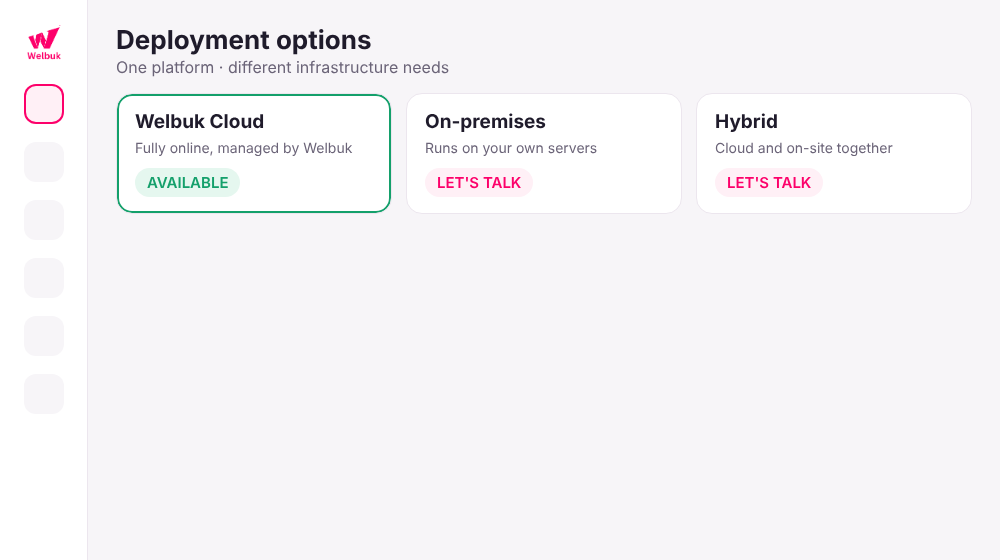 Welbuk
Deployment options
One platform · different infrastructure needs
Welbuk Cloud
Fully online, managed by Welbuk
AVAILABLE
On-premises
Runs on your own servers
LET'S TALK
Hybrid
Cloud and on-site together
LET'S TALK